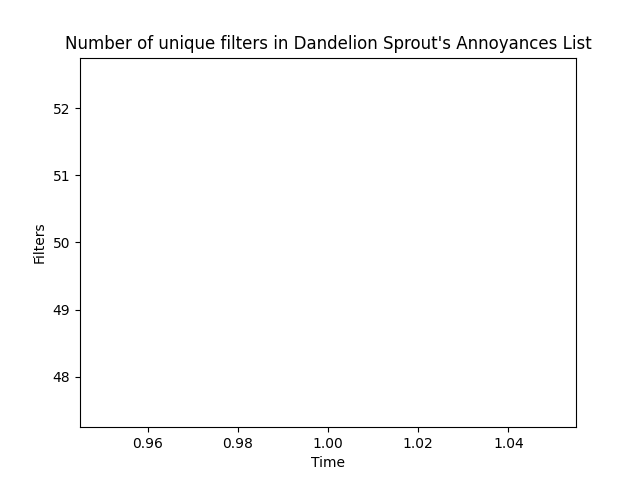 Number of unique filters in Dandelion Sprout's Annoyances List
52
51
50
49
48
Filters
0.96 0.98 1.00 1.02 1.04
Time